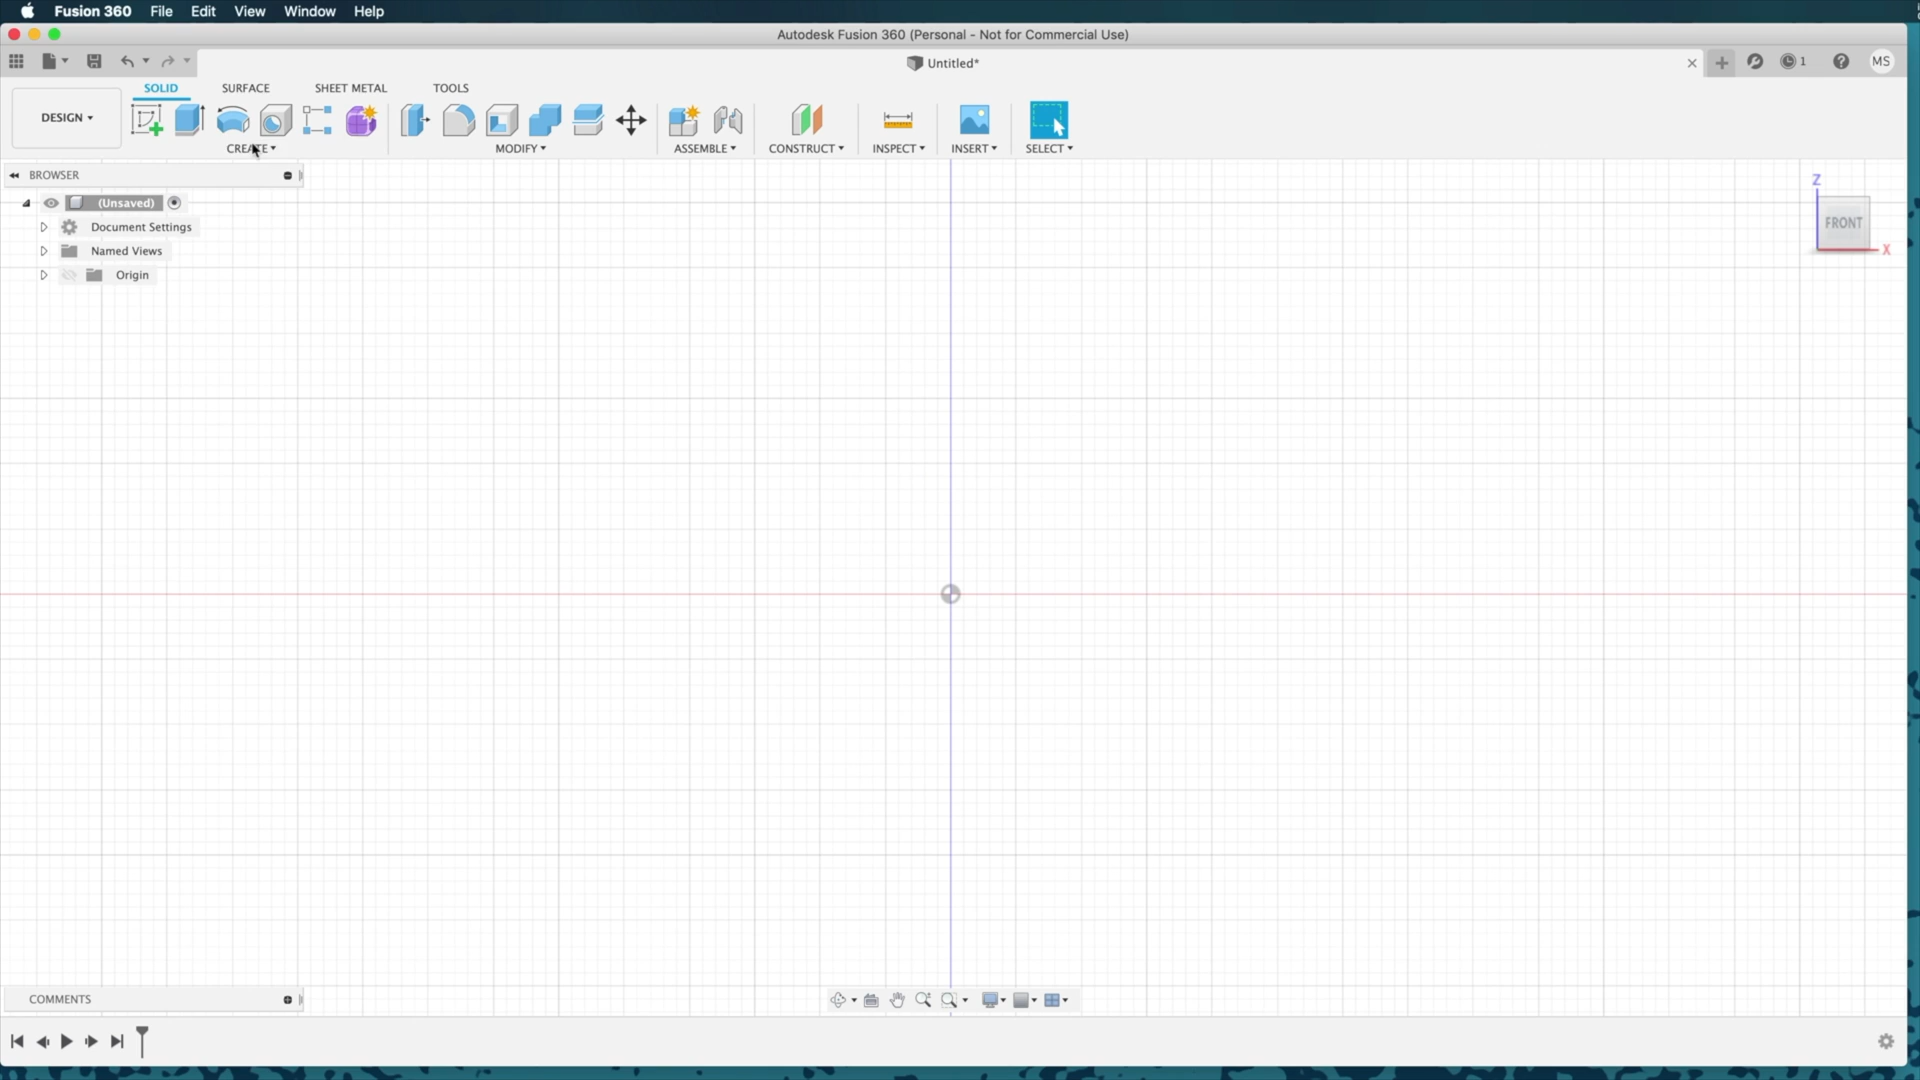 Fusion 360 File Edit View Window Help
Autodesk Fusion 360 (Personal - Not for Commercial Use)
Untitled*
1
MS
DESIGN
SOLID SURFACE SHEET METAL TOOLS
CREATE MODIFY ASSEMBLE CONSTRUCT INSPECT INSERT SELECT
BROWSER
(Unsaved)
Document Settings
Named Views
Origin
Z
FRONT
X
COMMENTS